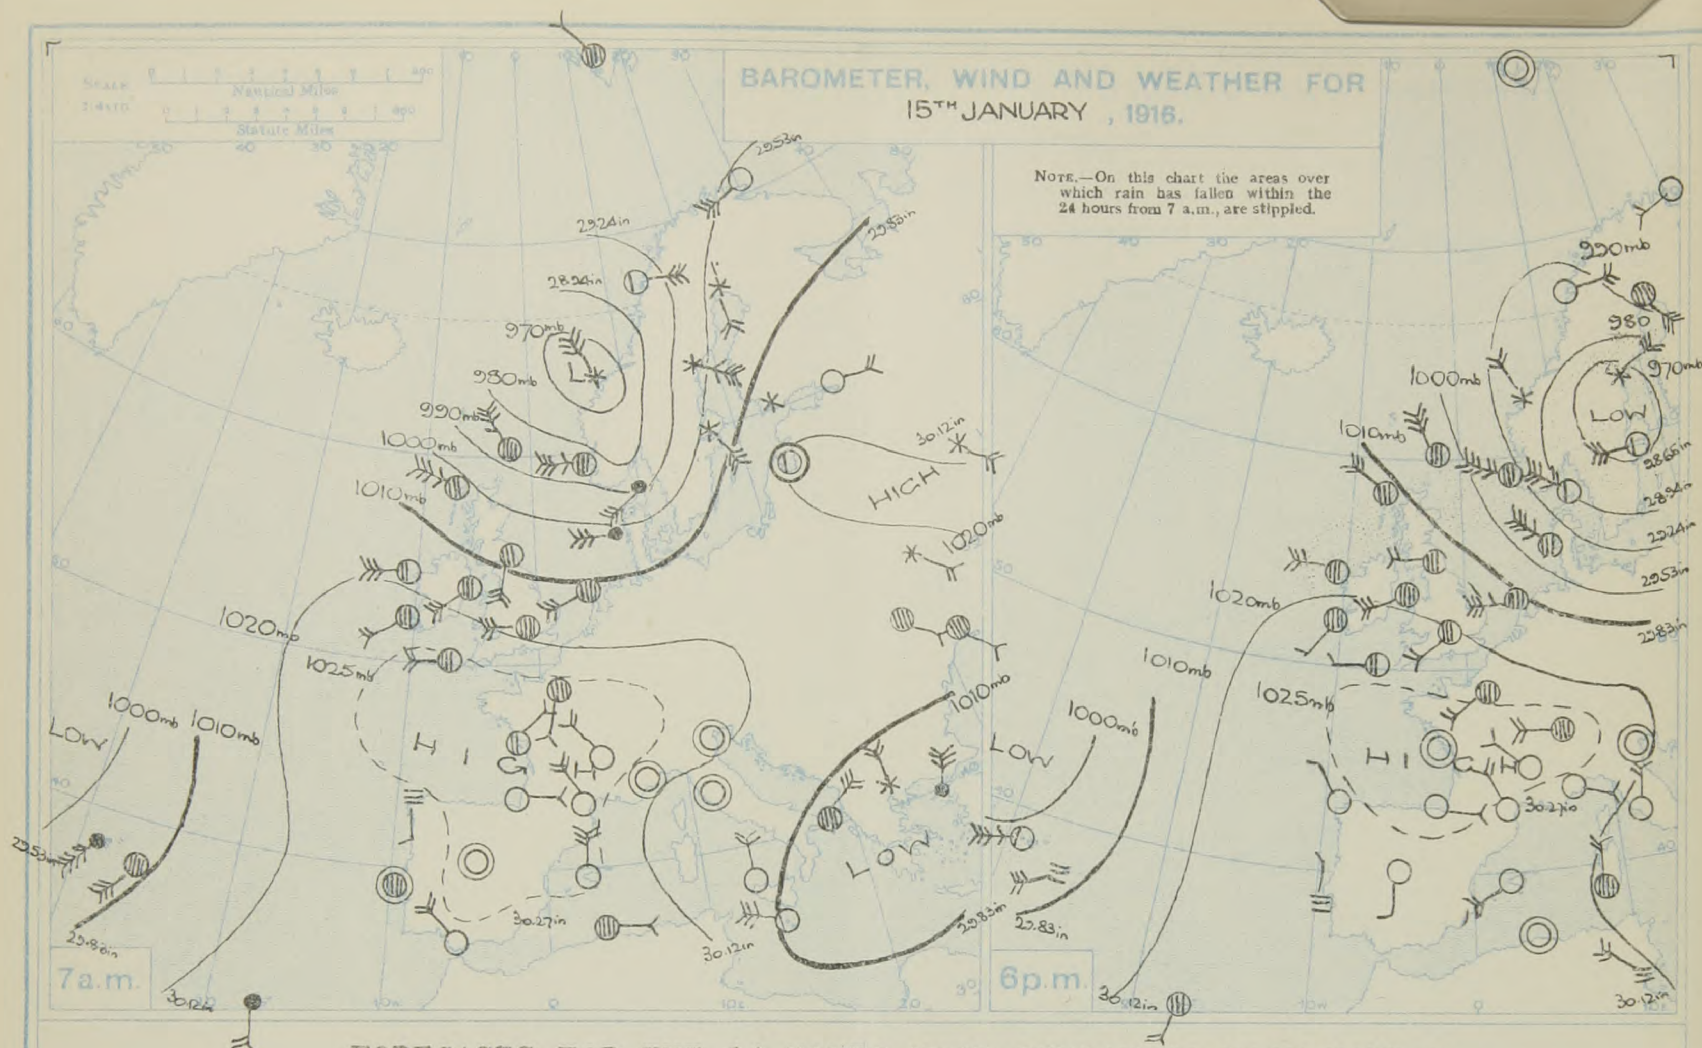 BAROMETER, WIND AND WEATHER FOR
15TH JANUARY , 1916.
NOTE.—On this chart the areas over
which rain has fallen within the
24 hours from 7 a.m., are stippled.
SCALE
Nautical Miles
Statute Miles
29.53in
29.24in
29.83in
28.94in
970mb
L
980mb
990mb
1000mb
30.12in
1010mb
HIGH
1020mb
1020mb
1025mb
1010mb
1000mb
1010mb
LOW
HIGH
LOW
29.53in
30.27in
29.83in
29.83in
30.12in
7a.m.
30.12in
990mb
980
1000mb
970mb
LOW
1010mb
28.65in
28.94in
29.24in
29.53in
1020mb
29.83in
1010mb
1025mb
1000mb
LOW
HIGH
30.27in
29.83in
6p.m.
30.12in
30.12in